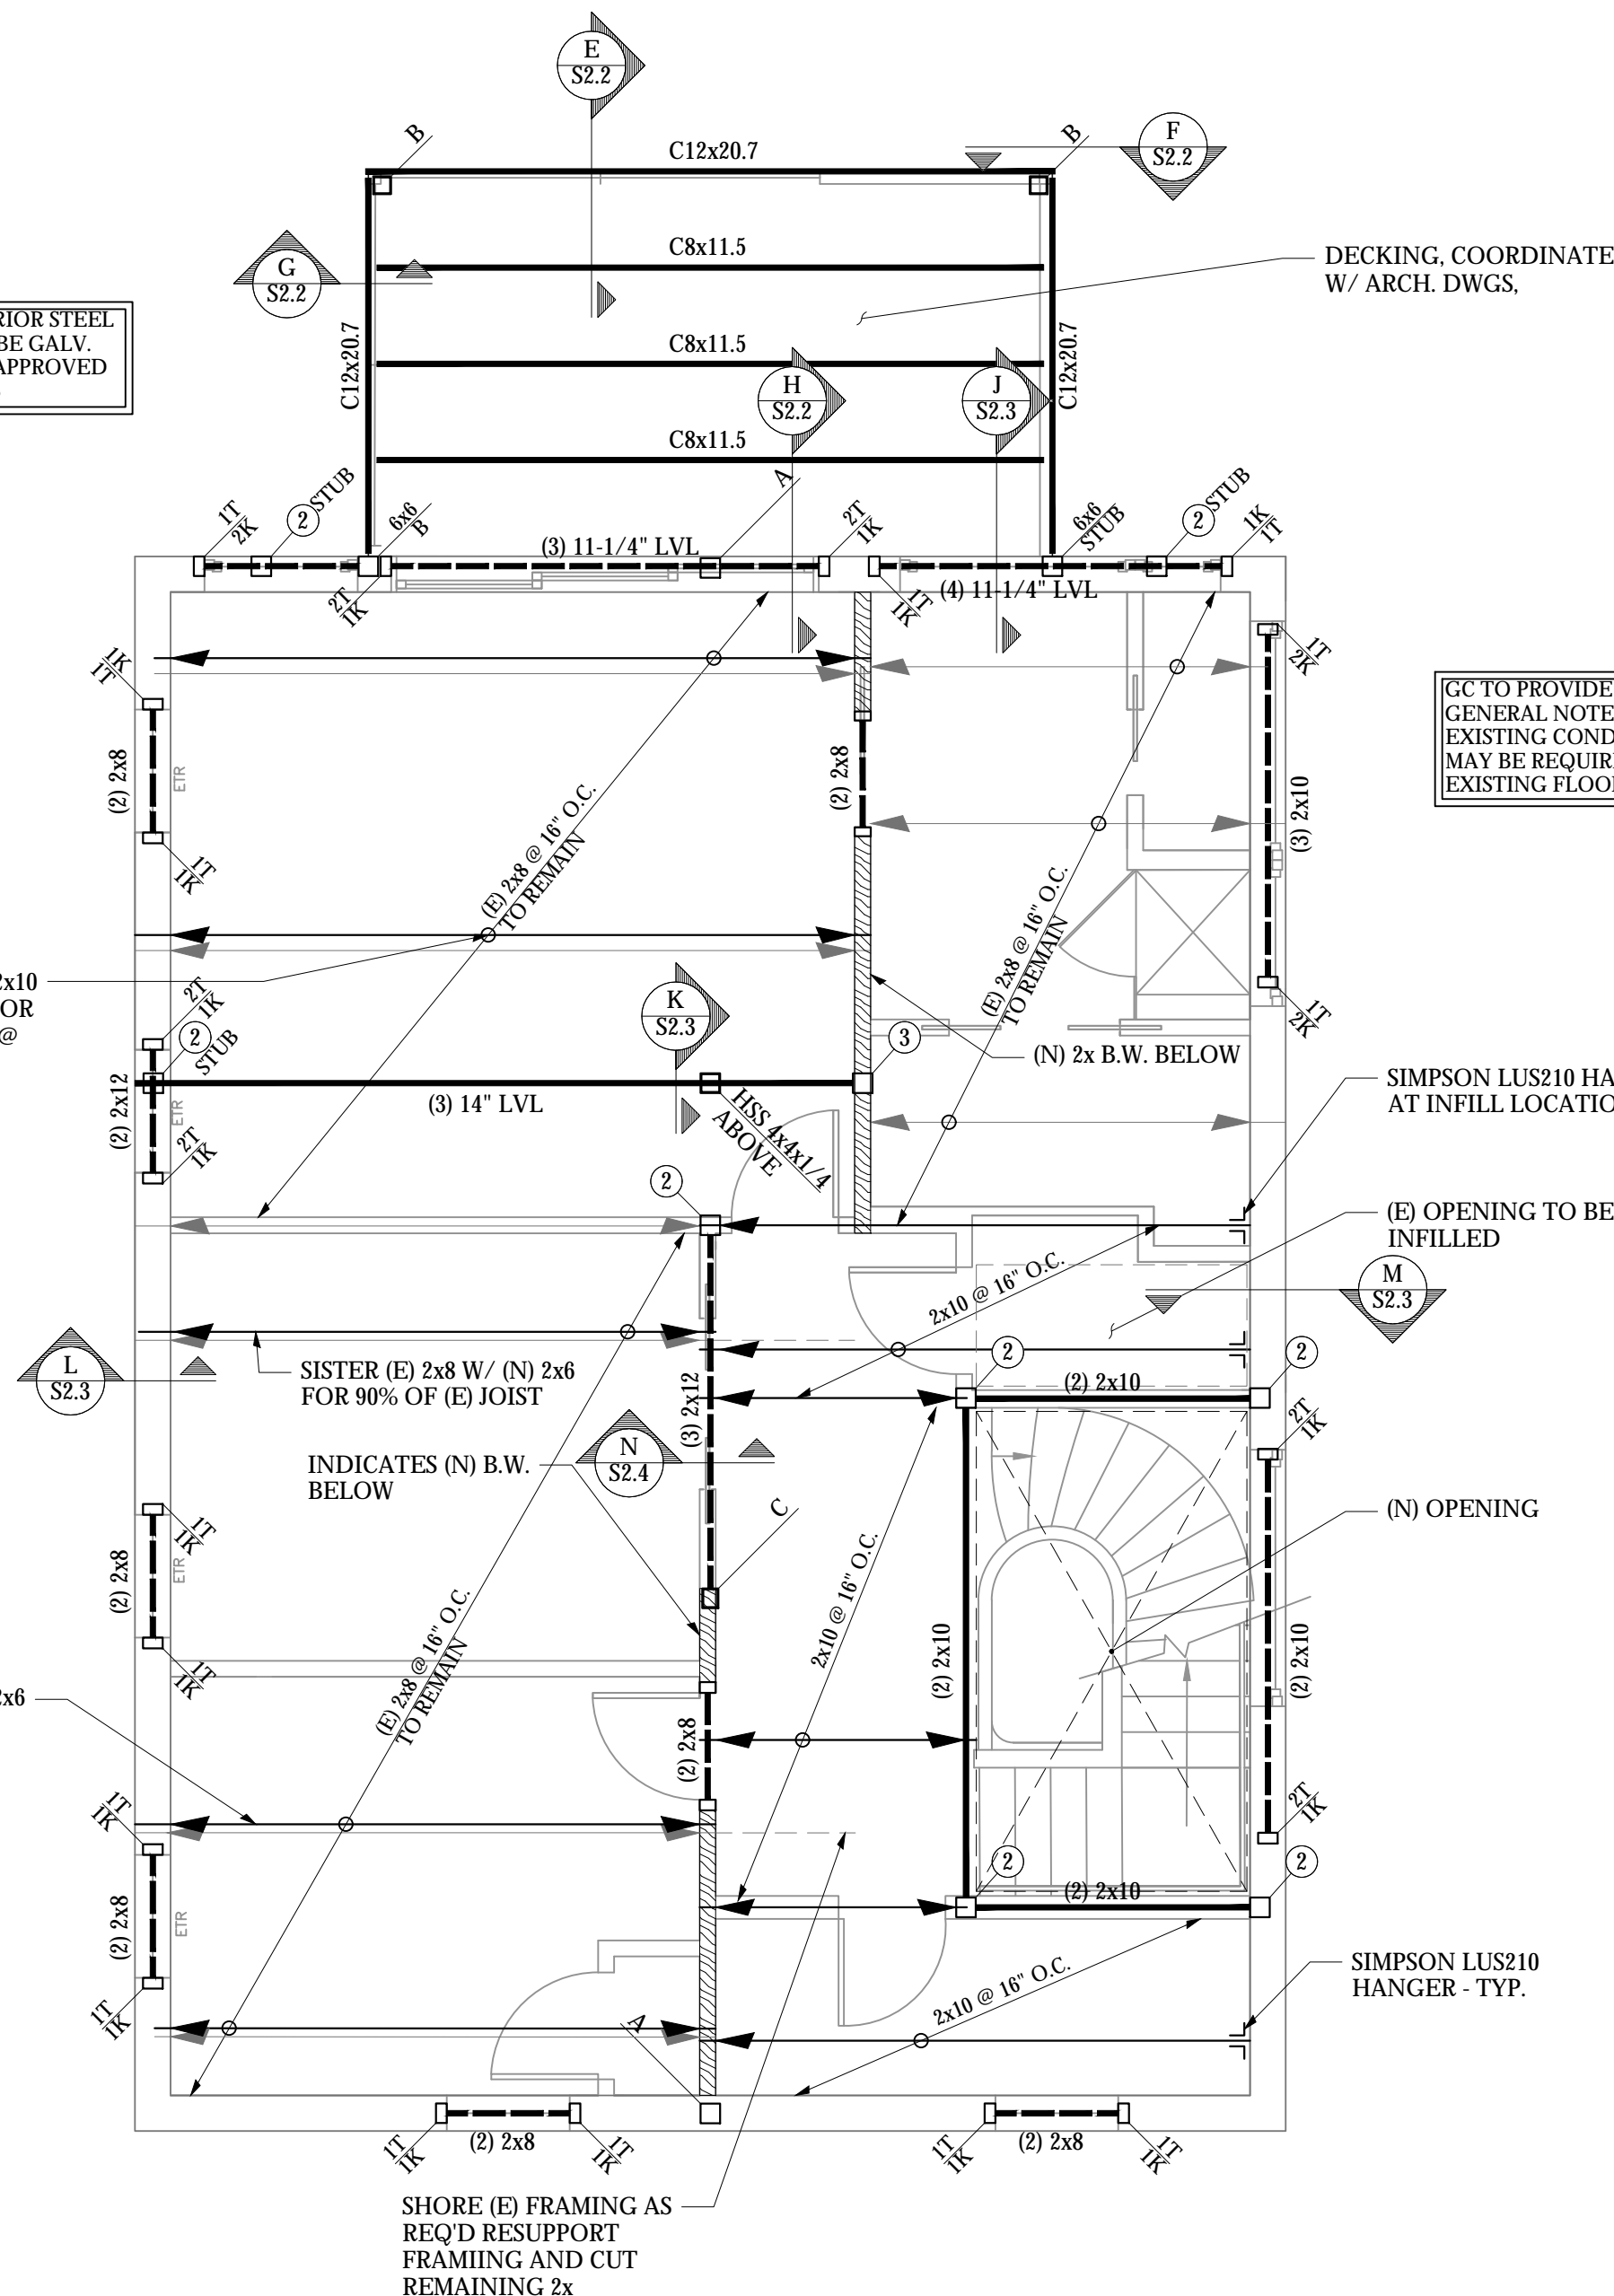 E
S2.2
B
C12x20.7
B
F
S2.2
C8x11.5
G
S2.2
DECKING, COORDINATE
W/ ARCH. DWGS,
RIOR STEEL
BE GALV.
APPROVED
C12x20.7
C8x11.5
H
S2.2
J
S2.3
C12x20.7
C8x11.5
A
1T
2K
2
STUB
6x6
B
(3) 11-1/4" LVL
2T
1K
6x6
STUB
2
STUB
1K
1T
2T
1K
1T
1K
(4) 11-1/4" LVL
1K
1T
1T
2K
GC TO PROVIDE
GENERAL NOTE
EXISTING COND
MAY BE REQUIR
EXISTING FLOO
(2) 2x8
ETR
(2) 2x8
(3) 2x10
1T
1K
(E) 2x8 @ 16" O.C.
TO REMAIN
(E) 2x8 @ 16" O.C.
TO REMAIN
2x10
OR
@
2T
1K
2
STUB
K
S2.3
1T
2K
3
(N) 2x B.W. BELOW
(2) 2x12
ETR
(3) 14" LVL
HSS 4x4x1/4
ABOVE
SIMPSON LUS210 HA
AT INFILL LOCATIO
2T
1K
2
(E) OPENING TO BE
INFILLED
M
S2.3
2x10 @ 16" O.C.
L
S2.3
SISTER (E) 2x8 W/ (N) 2x6
FOR 90% OF (E) JOIST
2
2
(2) 2x10
(3) 2x12
2T
1K
INDICATES (N) B.W.
BELOW
N
S2.4
C
(N) OPENING
1T
1K
(2) 2x8
ETR
2x10 @ 16" O.C.
(E) 2x8 @ 16" O.C.
TO REMAIN
(2) 2x10
(2) 2x10
1T
1K
2x6
(2) 2x8
1T
1K
2T
1K
2
2
(2) 2x10
(2) 2x8
ETR
SIMPSON LUS210
HANGER - TYP.
2x10 @ 16" O.C.
1T
1K
A
1T
1K
(2) 2x8
1T
1K
1T
1K
(2) 2x8
1T
1K
SHORE (E) FRAMING AS
REQ'D RESUPPORT
FRAMIING AND CUT
REMAINING 2x